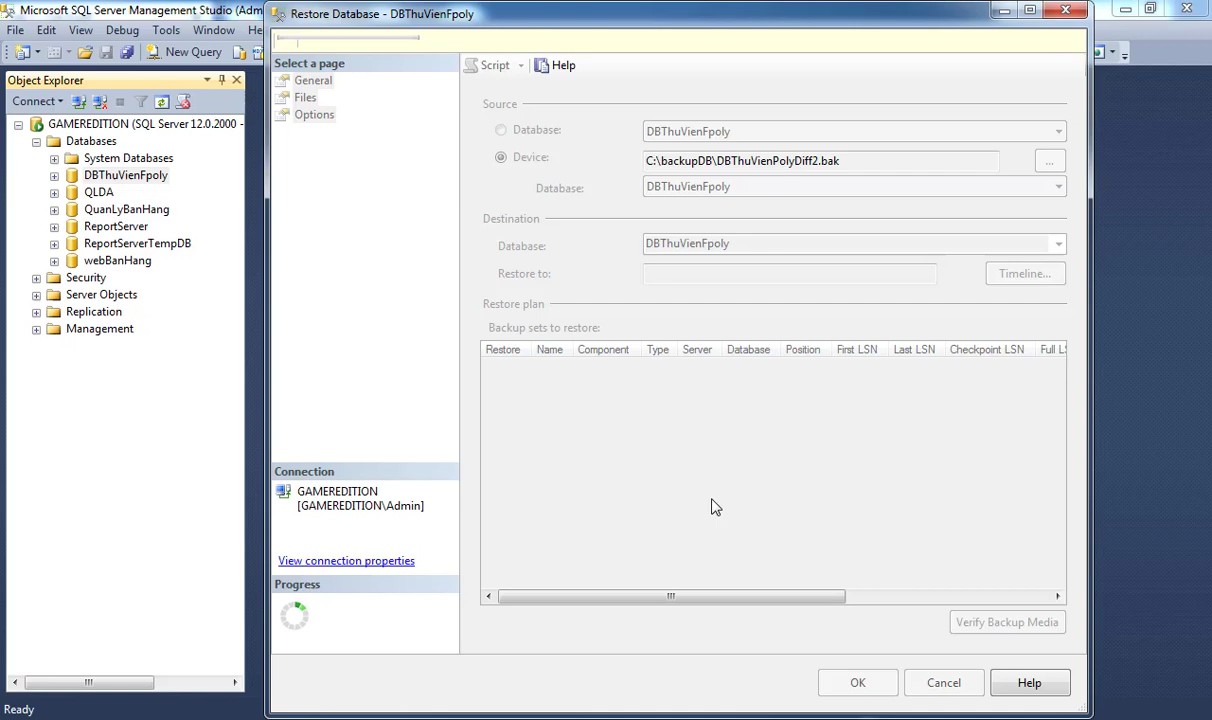 Microsoft SQL Server Management Studio (Adm
File Edit View Debug Tools Window He
New Query
Object Explorer
Connect
GAMEREDITION (SQL Server 12.0.2000 -
Databases
System Databases
DBThuVienFpoly
QLDA
QuanLyBanHang
ReportServer
ReportServerTempDB
webBanHang
Security
Server Objects
Replication
Management
Ready
Restore Database - DBThuVienFpoly
Select a page
General
Files
Options
Connection
GAMEREDITION
[GAMEREDITION\Admin]
View connection properties
Progress
Script Help
Source
Database: DBThuVienFpoly
Device: C:\backupDB\DBThuVienPolyDiff2.bak ...
Database: DBThuVienFpoly
Destination
Database: DBThuVienFpoly
Restore to: Timeline...
Restore plan
Backup sets to restore:
Restore Name Component Type Server Database Position First LSN Last LSN Checkpoint LSN Full LS
Verify Backup Media
OK Cancel Help